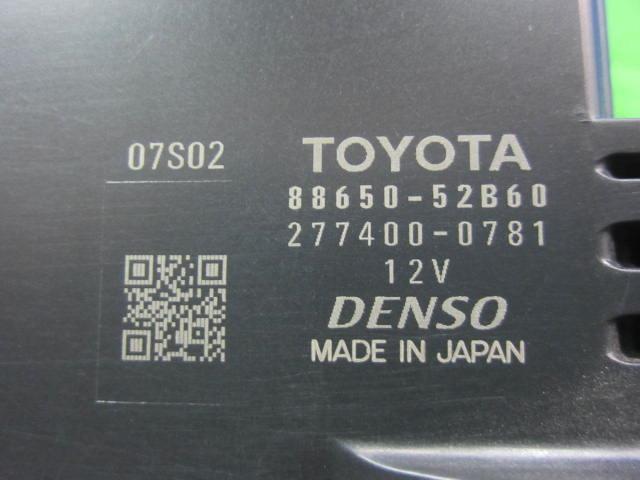 07S02
TOYOTA
88650-52B60
277400-0781
12V
DENSO
MADE IN JAPAN